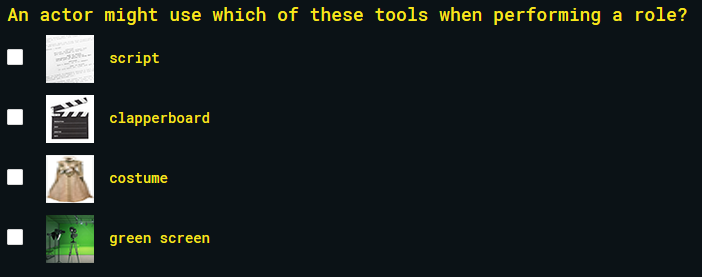 An actor might use which of these tools when performing a role?
script
clapperboard
costume
green screen